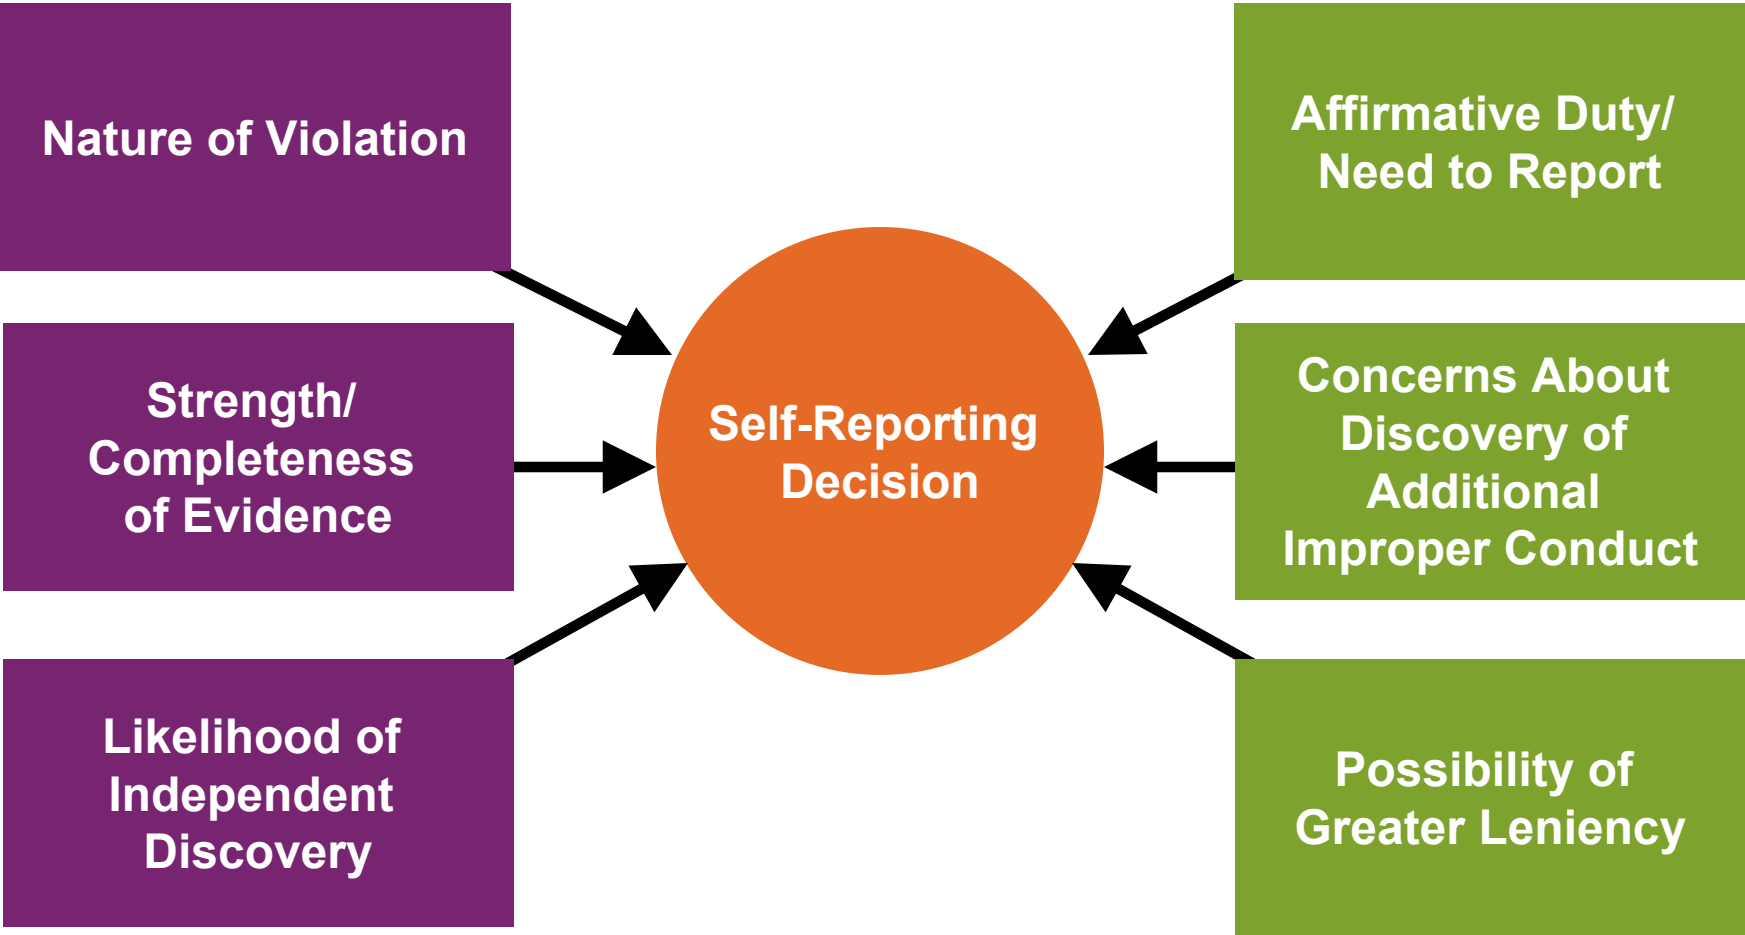 Nature of Violation
Strength/
Completeness
of Evidence
Likelihood of
Independent
Discovery
Self-Reporting
Decision
Affirmative Duty/
Need to Report
Concerns About
Discovery of
Additional
Improper Conduct
Possibility of
Greater Leniency